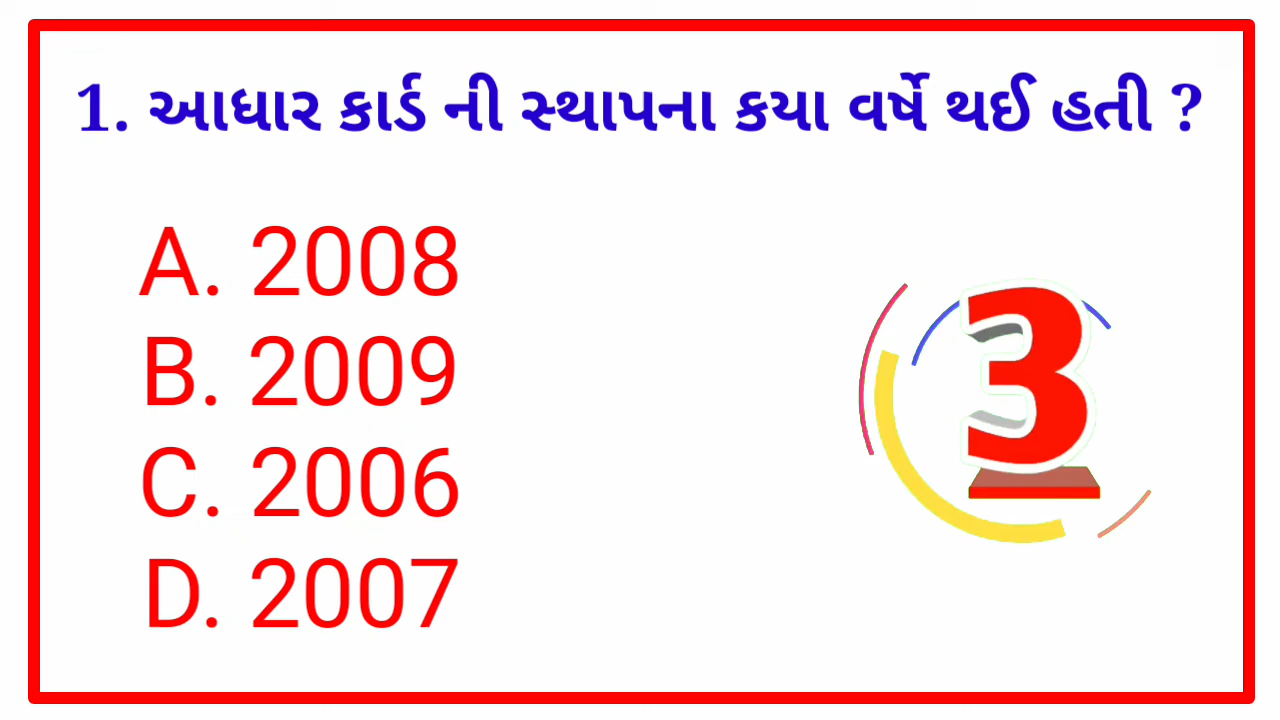 1. આધાર કાર્ડ ની સ્થાપના કયા વર્ષે થઈ હતી ?
A. 2008
B. 2009
C. 2006
D. 2007
3